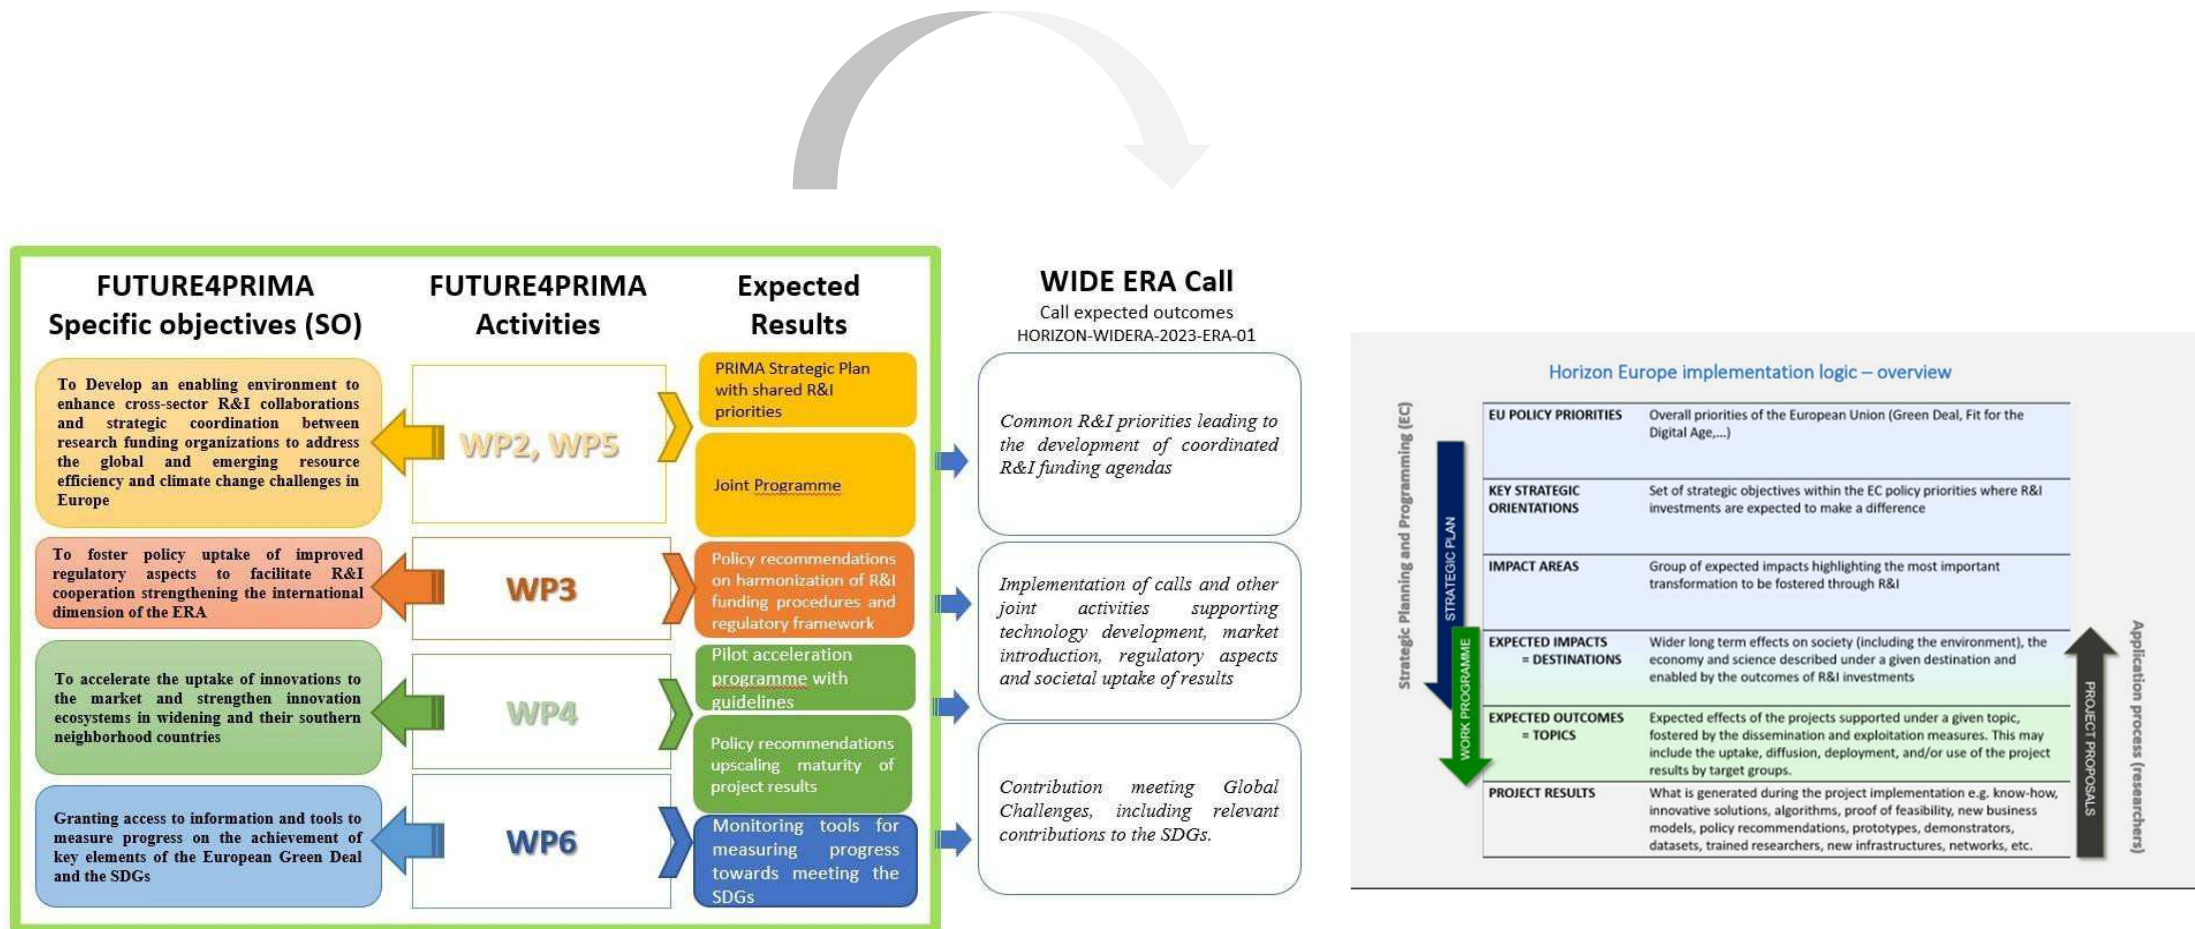 FUTURE4PRIMA
Specific objectives (SO)
FUTURE4PRIMA
Activities
Expected
Results
WIDE ERA Call
Call expected outcomes
HORIZON-WIDERA-2023-ERA-01
To Develop an enabling environment to
enhance cross-sector R&I collaborations
and strategic coordination between
research funding organizations to address
the global and emerging resource
efficiency and climate change challenges in
Europe
WP2, WP5
PRIMA Strategic Plan
with shared R&I
priorities
Joint Programme
Common R&I priorities leading to
the development of coordinated
R&I funding agendas
To foster policy uptake of improved
regulatory aspects to facilitate R&I
cooperation strengthening the international
dimension of the ERA
WP3
Policy recommendations
on harmonization of R&I
funding procedures and
regulatory framework
Implementation of calls and other
joint activities supporting
technology development, market
introduction, regulatory aspects
and societal uptake of results
To accelerate the uptake of innovations to
the market and strengthen innovation
ecosystems in widening and their southern
neighborhood countries
WP4
Pilot acceleration
programme with
guidelines
Policy recommendations
upscaling maturity of
project results
Granting access to information and tools to
measure progress on the achievement of
key elements of the European Green Deal
and the SDGs
WP6
Monitoring tools for
measuring progress
towards meeting the
SDGs
Contribution meeting Global
Challenges, including relevant
contributions to the SDGs.
Horizon Europe implementation logic – overview
Strategic Planning and Programming (EC)
STRATEGIC PLAN
WORK PROGRAMME
EU POLICY PRIORITIES
Overall priorities of the European Union (Green Deal, Fit for the
Digital Age,...)
KEY STRATEGIC
ORIENTATIONS
Set of strategic objectives within the EC policy priorities where R&I
investments are expected to make a difference
IMPACT AREAS
Group of expected impacts highlighting the most important
transformation to be fostered through R&I
EXPECTED IMPACTS
= DESTINATIONS
Wider long term effects on society (including the environment), the
economy and science described under a given destination and
enabled by the outcomes of R&I investments
EXPECTED OUTCOMES
= TOPICS
Expected effects of the projects supported under a given topic,
fostered by the dissemination and exploitation measures. This may
include the uptake, diffusion, deployment, and/or use of the project
results by target groups.
PROJECT RESULTS
What is generated during the project implementation e.g. know-how,
innovative solutions, algorithms, proof of feasibility, new business
models, policy recommendations, prototypes, demonstrators,
datasets, trained researchers, new infrastructures, networks, etc.
PROJECT PROPOSALS
Application process (researchers)